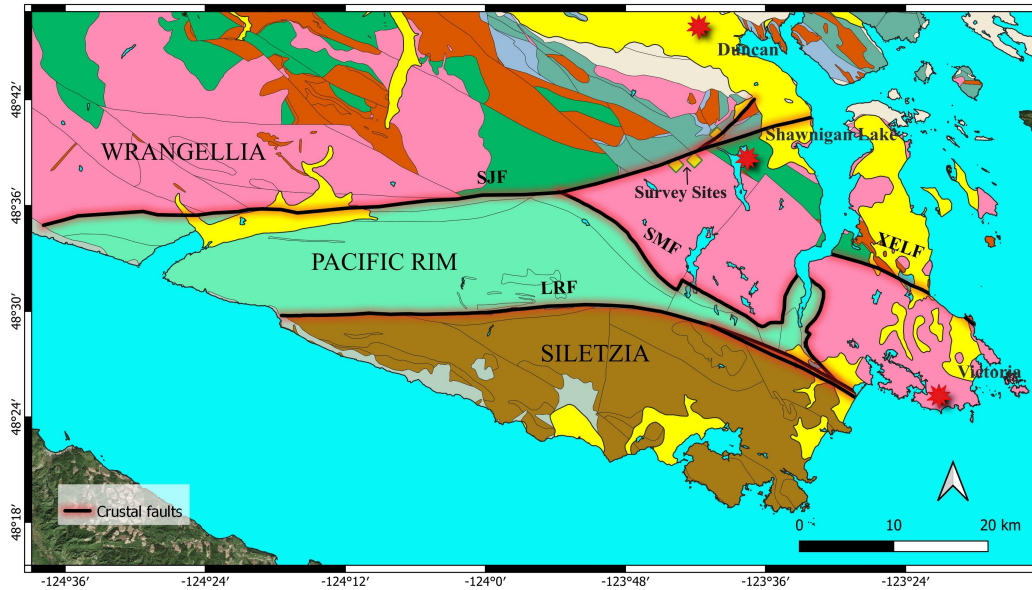 Duncan
48°42'
Shawnigan Lake
WRANGELLIA
SJF
Survey Sites
48°36'
SMF
XELF
PACIFIC RIM
LRF
48°30'
SILETZIA
Victoria
48°24'
48°18'
Crustal faults
0 10 20 km
-124°36' -124°24' -124°12' -124°0' -123°48' -123°36' -123°24'